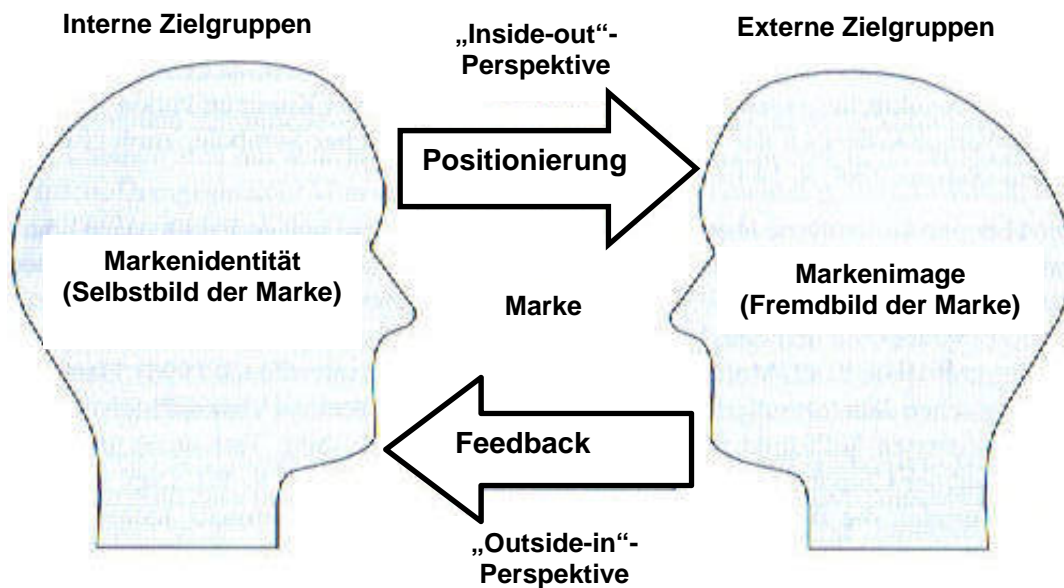 Interne Zielgruppen
„Inside-out“-
Perspektive
Externe Zielgruppen
Positionierung
Markenidentität
(Selbstbild der Marke)
Marke
Markenimage
(Fremdbild der Marke)
Feedback
„Outside-in“-
Perspektive